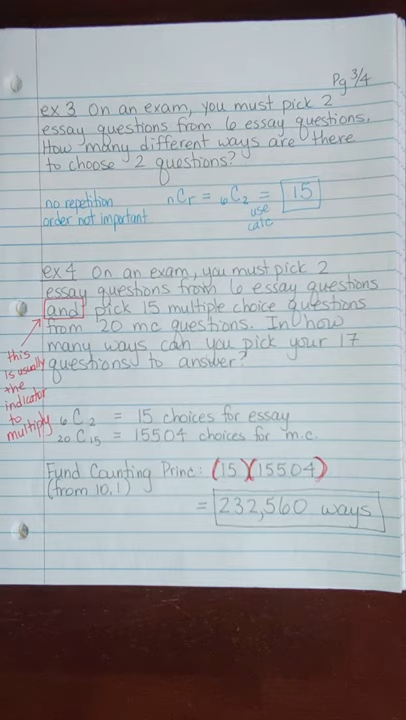 Pg 3/4
ex 3 On an exam, you must pick 2
essay questions from 6 essay questions.
How many different ways are there
to choose 2 questions?
no repetition
order not important
nCr = 6C2 = 15
use
calc
ex 4 On an exam, you must pick 2
essay questions from 6 essay questions
and pick 15 multiple choice questions
from 20 mc questions. In how
many ways can you pick your 17
questions to answer?
this
is usually
the
indicator
to
multiply
6C2 = 15 choices for essay
20C15 = 15504 choices for m.c.
Fund Counting Princ: (15)(15504)
(from 10.1)
= 232,560 ways